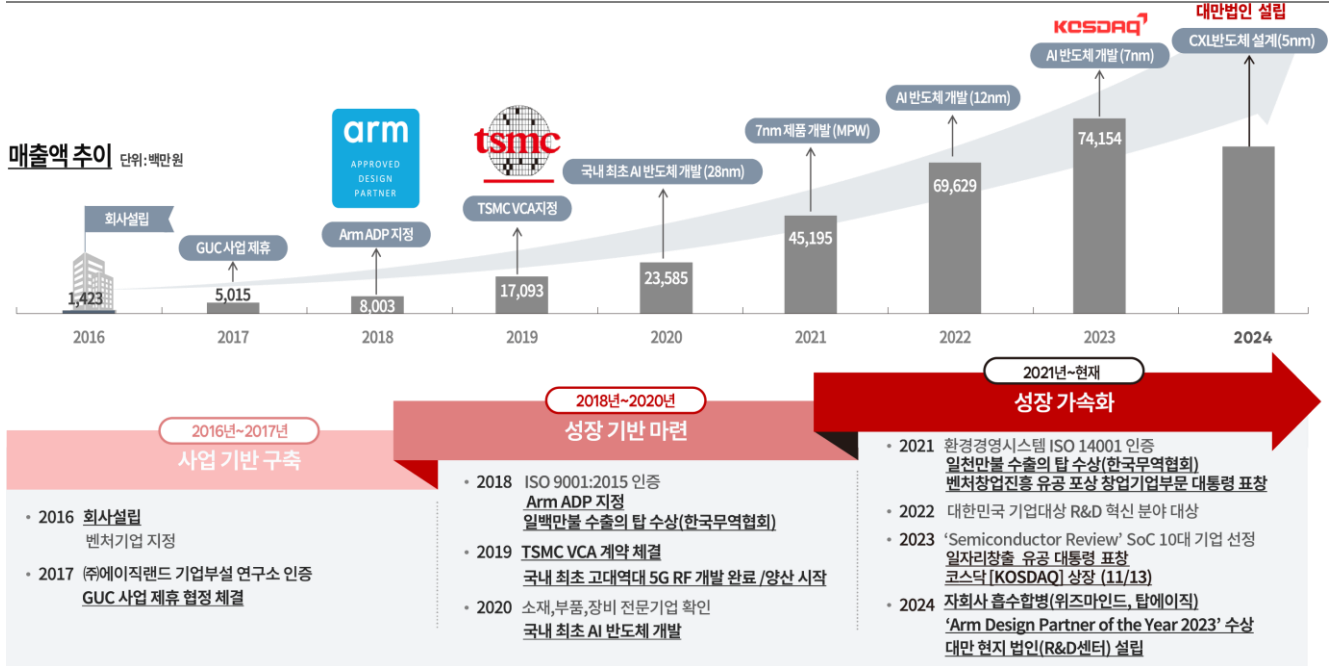 KOSDAQ
대만법인 설립
CXL반도체 설계(5nm)
AI 반도체 개발 (7nm)
AI 반도체 개발 (12nm)
74,154
arm
APPROVED
DESIGN
PARTNER
tsmc
7nm 제품 개발 (MPW)
매출액 추이 단위:백만원
국내 최초 AI 반도체 개발 (28nm)
69,629
회사설립
TSMC VCA지정
GUC 사업 제휴
Arm ADP 지정
45,195
1,423
5,015
8,003
17,093
23,585
2016
2017
2018
2019
2020
2021
2022
2023
2024
2016년~2017년
사업 기반 구축
• 2016 회사설립
벤처기업 지정
• 2017 ㈜에이직랜드 기업부설 연구소 인증
GUC 사업 제휴 협정 체결
2018년~2020년
성장 기반 마련
• 2018 ISO 9001:2015 인증
Arm ADP 지정
일백만불 수출의 탑 수상(한국무역협회)
• 2019 TSMC VCA 계약 체결
국내 최초 고대역대 5G RF 개발 완료 /양산 시작
• 2020 소재,부품,장비 전문기업 확인
국내 최초 AI 반도체 개발
2021년~현재
성장 가속화
• 2021 환경경영시스템 ISO 14001 인증
일천만불 수출의 탑 수상(한국무역협회)
벤처창업진흥 유공 포상 창업기업부문 대통령 표창
• 2022 대한민국 기업대상 R&D 혁신 분야 대상
• 2023 ‘Semiconductor Review’ SoC 10대 기업 선정
일자리창출 유공 대통령 표창
코스닥 [KOSDAQ] 상장 (11/13)
• 2024 자회사 흡수합병(위즈마인드, 탑에이직)
‘Arm Design Partner of the Year 2023’ 수상
대만 현지 법인(R&D센터) 설립